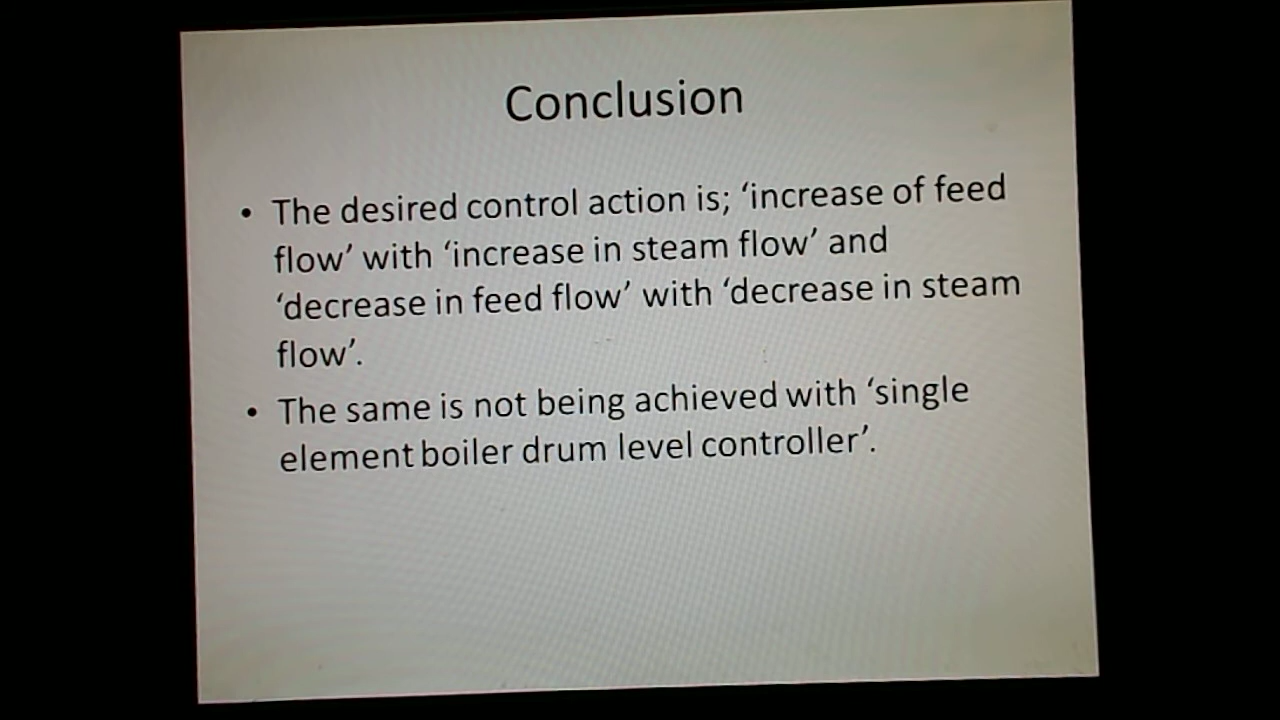 Conclusion
• The desired control action is; ‘increase of feed
flow’ with ‘increase in steam flow’ and
‘decrease in feed flow’ with ‘decrease in steam
flow’.
• The same is not being achieved with ‘single
element boiler drum level controller’.